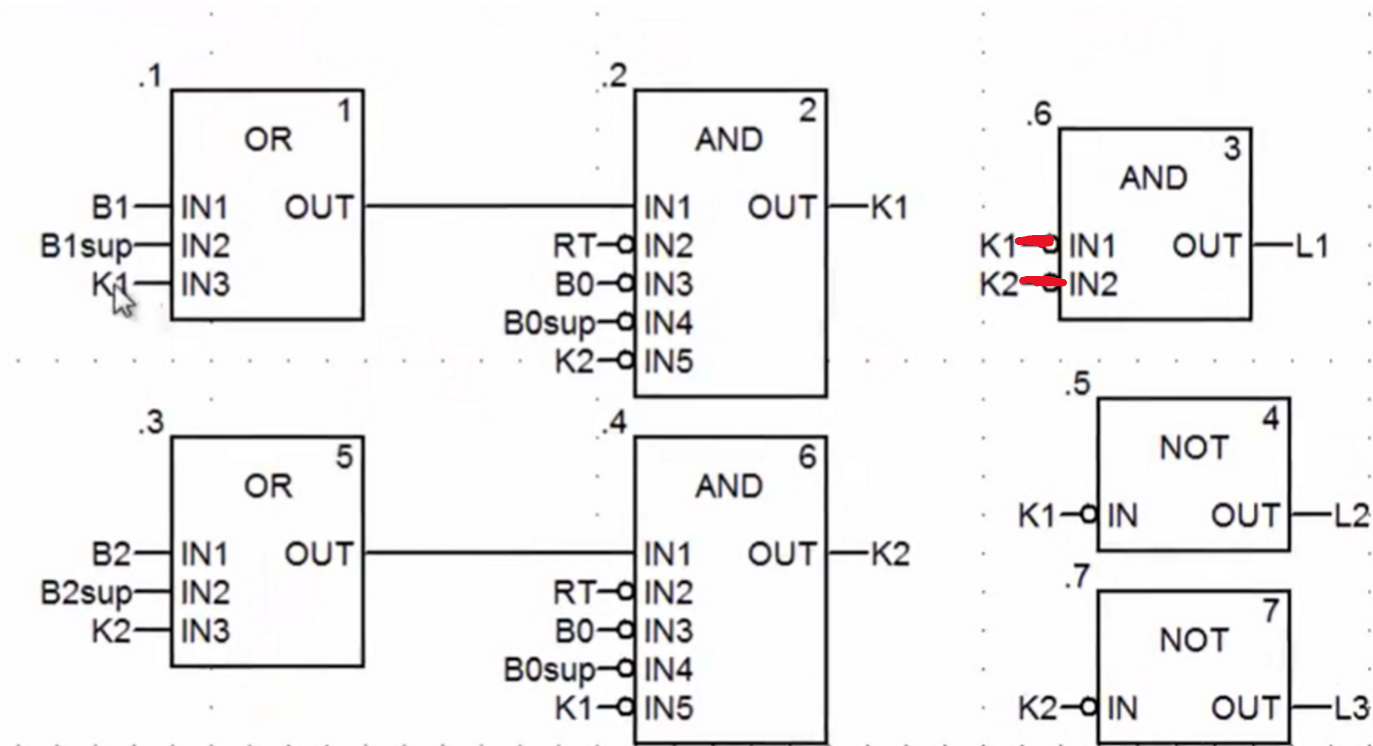 .1
1
OR
B1 IN1 OUT
B1sup IN2
K1 IN3
.2
2
AND
IN1 OUT K1
RT IN2
B0 IN3
B0sup IN4
K2 IN5
.6
3
AND
K1 IN1 OUT L1
K2 IN2
.3
5
OR
B2 IN1 OUT
B2sup IN2
K2 IN3
.4
6
AND
IN1 OUT K2
RT IN2
B0 IN3
B0sup IN4
K1 IN5
.5
4
NOT
K1 IN OUT L2
.7
7
NOT
K2 IN OUT L3